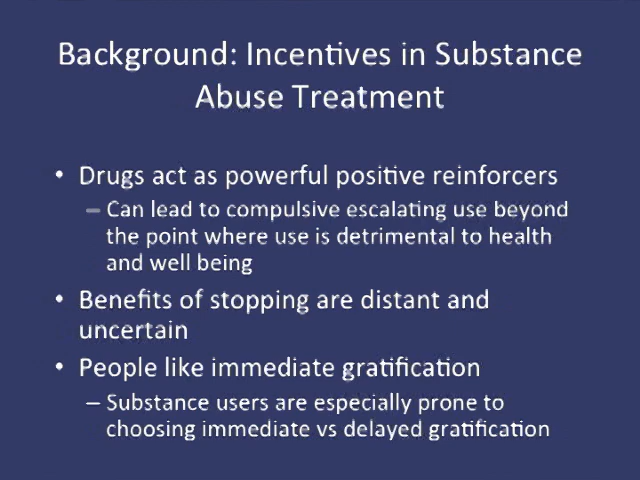 Background: Incentives in Substance
Abuse Treatment
• Drugs act as powerful positive reinforcers
– Can lead to compulsive escalating use beyond
the point where use is detrimental to health
and well being
• Benefits of stopping are distant and
uncertain
• People like immediate gratification
– Substance users are especially prone to
choosing immediate vs delayed gratification